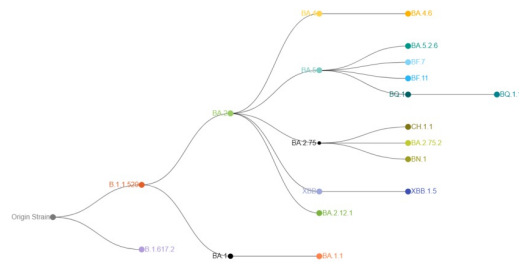 BA.4.6
BA.5.2.6
BA.5
BF.7
BF.11
BQ.1
BQ.1.1
BA.2
CH.1.1
BA.2.75
BA.2.75.2
BN.1
B.1.1.529
XBB
XBB.1.5
BA.2.12.1
Origin Strain
B.1.617.2
BA.1
BA.1.1